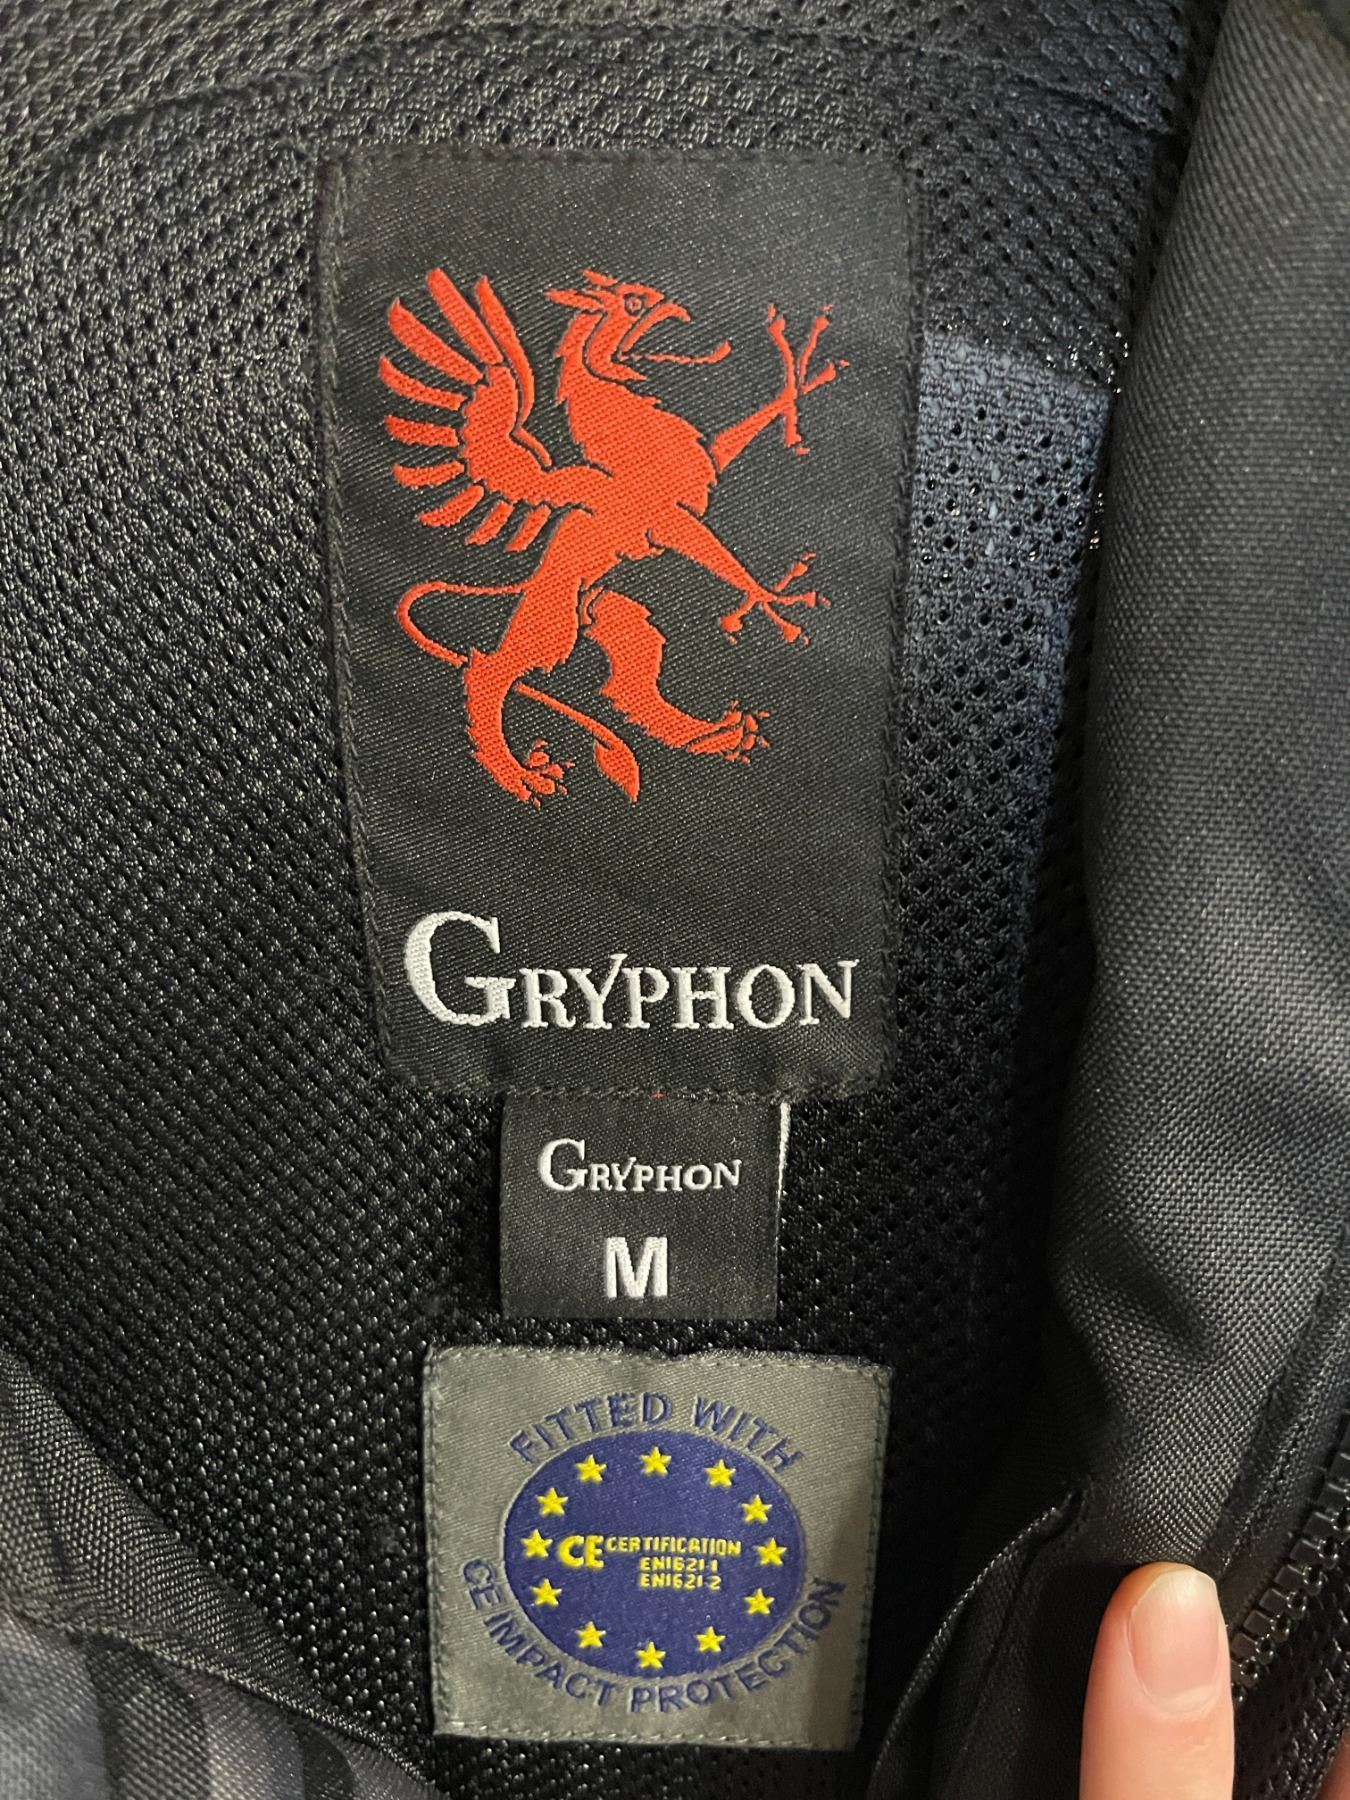 GRYPHON
GRYPHON
M
FITTED WITH
CE CERTIFICATION
EN1621-1
EN1621-2
CE IMPACT PROTECTION